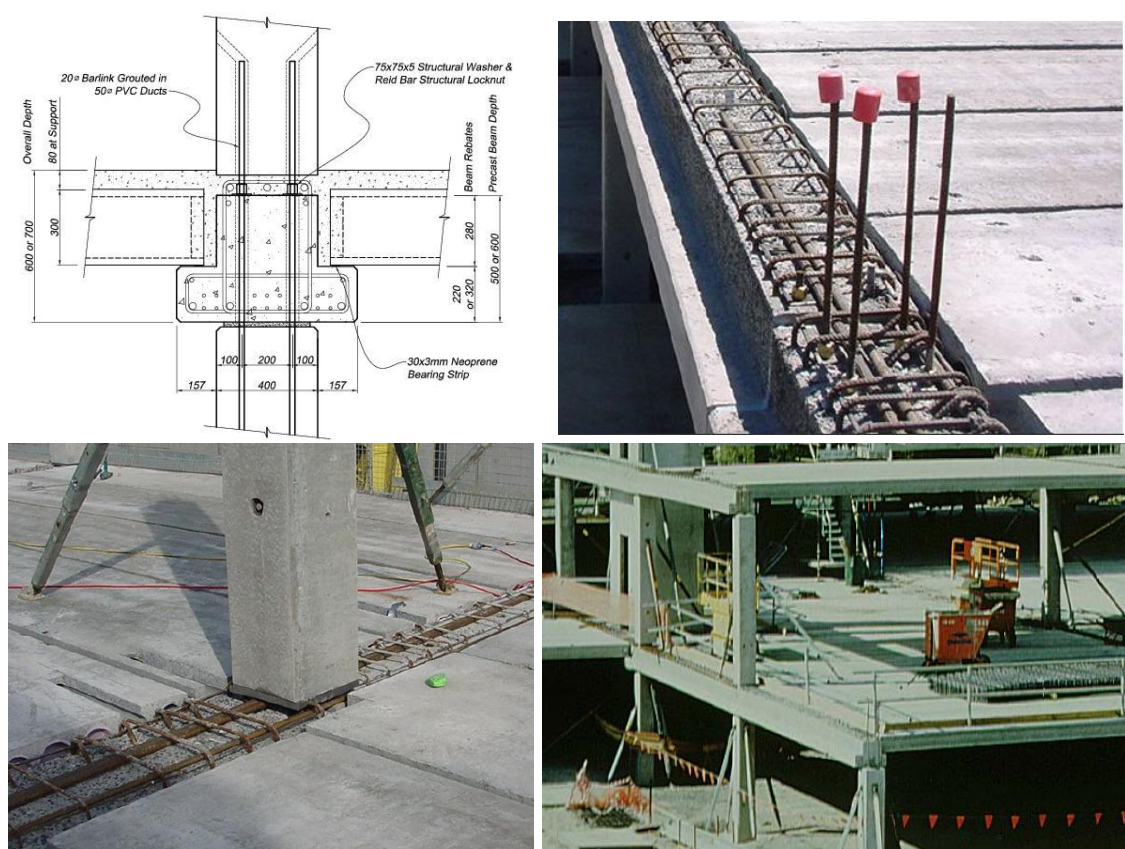 20ø Barlink Grouted in
50ø PVC Ducts
75x75x5 Structural Washer &
Reid Bar Structural Locknut
Overall Depth
80 at Support
600 or 700
300
Beam Rebates
Precast Beam Depth
280
500 or 600
220
or 320
100
200
100
157
400
157
30x3mm Neoprene
Bearing Strip